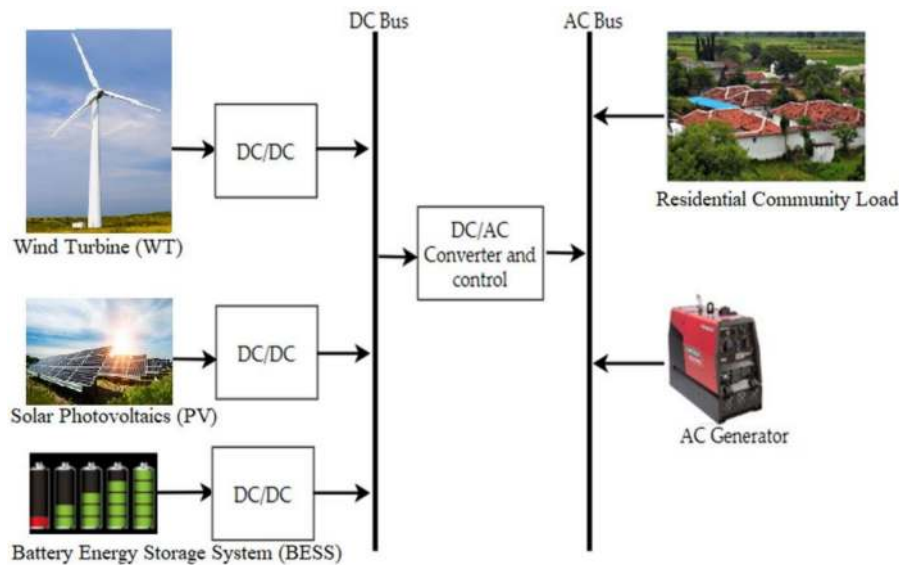 DC Bus
AC Bus
DC/DC
Wind Turbine (WT)
Residential Community Load
DC/AC
Converter and
control
DC/DC
Solar Photovoltaics (PV)
AC Generator
DC/DC
Battery Energy Storage System (BESS)